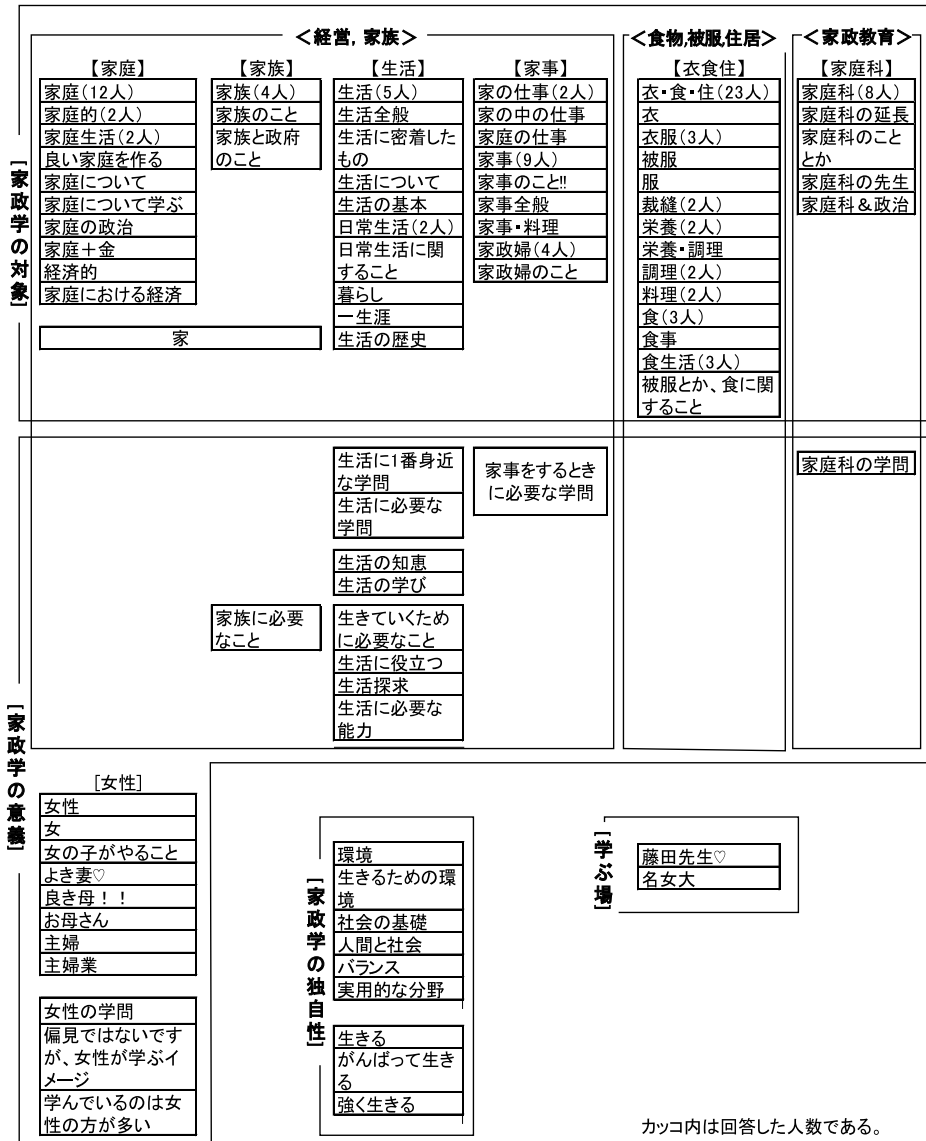 ＜経営，家族＞
＜食物,被服,住居＞
＜家政教育＞
［家政学の対象］
【家庭】
家庭(12人)
家庭的(2人)
家庭生活(2人)
良い家庭を作る
家庭について
家庭について学ぶ
家庭の政治
家庭＋金
経済的
家庭における経済
【家族】
家族(4人)
家族のこと
家族と政府
のこと
家
【生活】
生活(5人)
生活全般
生活に密着した
もの
生活について
生活の基本
日常生活(2人)
日常生活に関
すること
暮らし
一生涯
生活の歴史
【家事】
家の仕事(2人)
家の中の仕事
家庭の仕事
家事(9人)
家事のこと!!
家事全般
家事・料理
家政婦(4人)
家政婦のこと
【衣食住】
衣・食・住(23人)
衣
衣服(3人)
被服
服
裁縫(2人)
栄養(2人)
栄養・調理
調理(2人)
料理(2人)
食(3人)
食事
食生活(3人)
被服とか、食に関
すること
【家庭科】
家庭科(8人)
家庭科の延長
家庭科のこと
とか
家庭科の先生
家庭科＆政治
［家政学の意義］
家族に必要
なこと
生活に1番身近
な学問
生活に必要な
学問
生活の知恵
生活の学び
生きていくため
に必要なこと
生活に役立つ
生活探求
生活に必要な
能力
家事をするとき
に必要な学問
家庭科の学問
［女性］
女性
女
女の子がやること
よき妻♡
良き母！！
お母さん
主婦
主婦業
女性の学問
偏見ではないです
が、女性が学ぶイ
メージ
学んでいるのは女
性の方が多い
［家政学の独自性］
環境
生きるための環
境
社会の基礎
人間と社会
バランス
実用的な分野
生きる
がんばって生き
る
強く生きる
［学ぶ場］
藤田先生♡
名女大
カッコ内は回答した人数である。